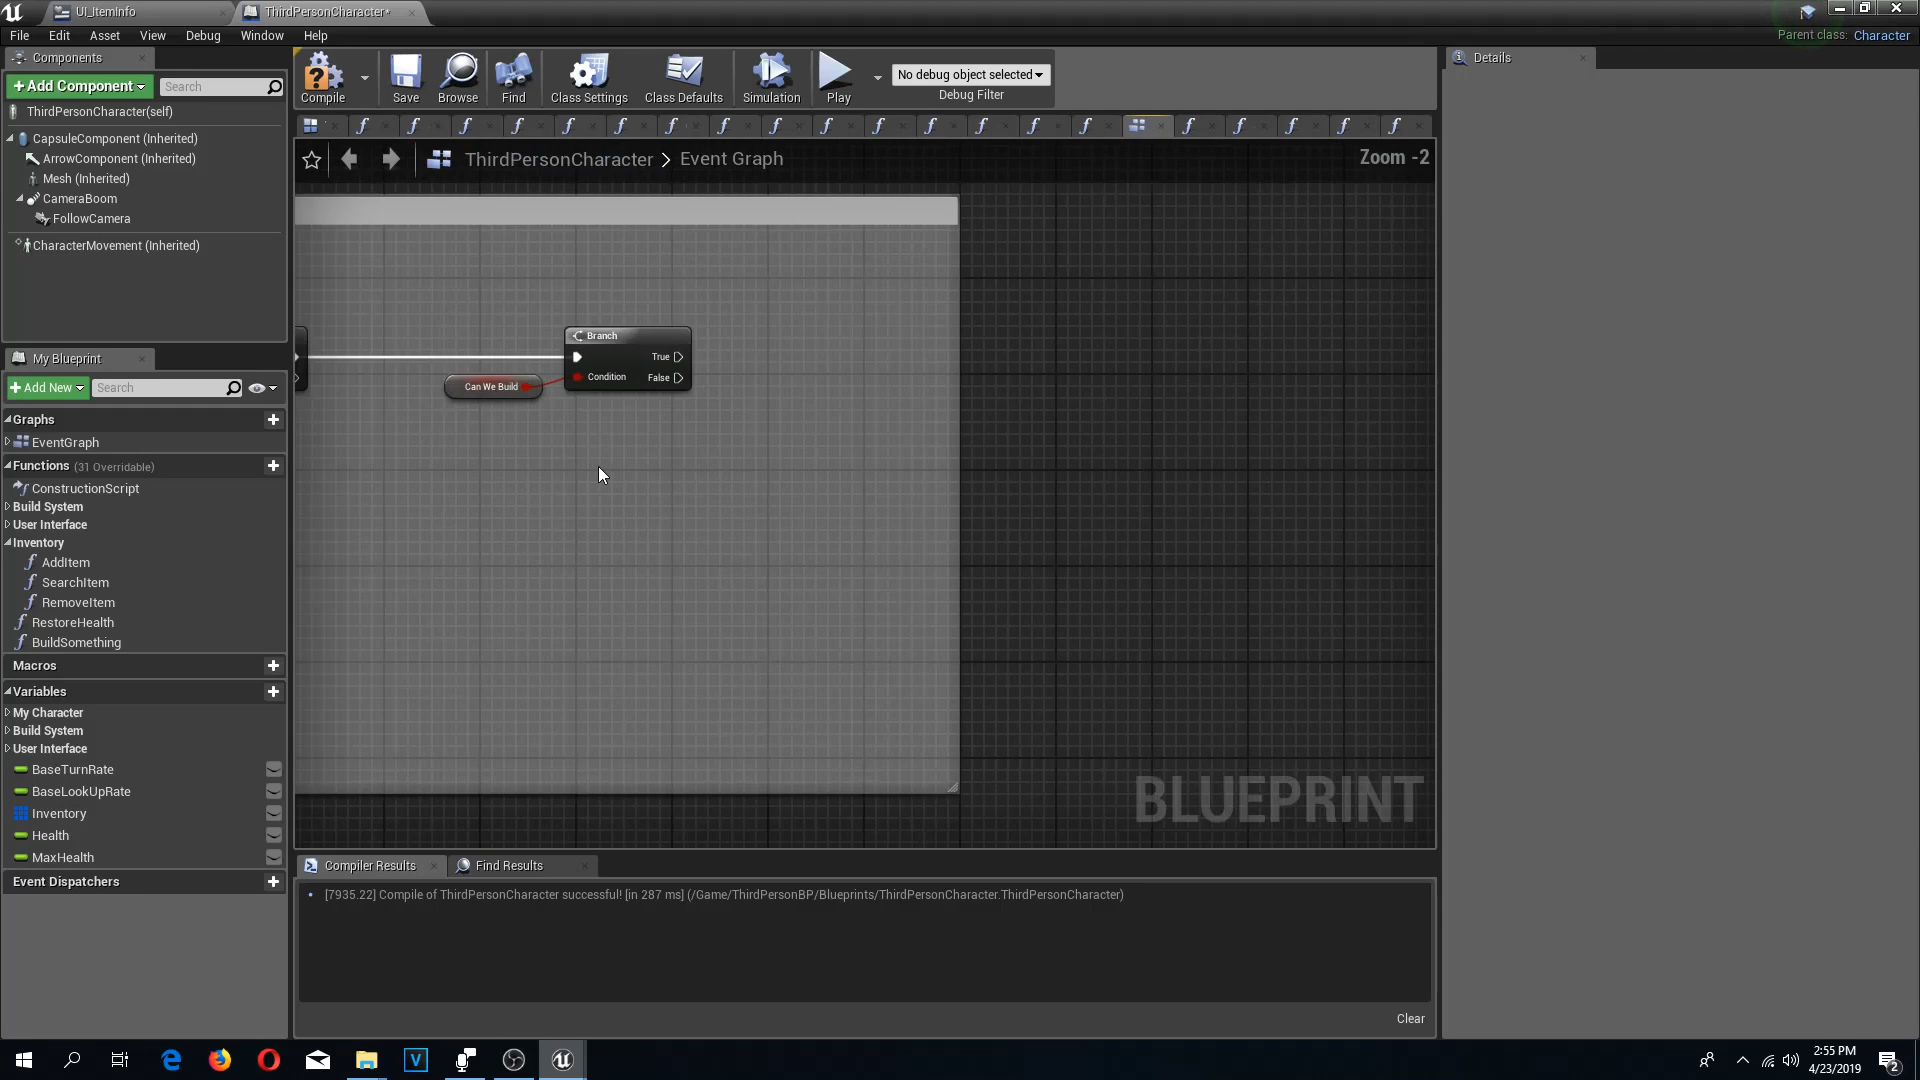 UI_ItemInfo
ThirdPersonCharacter*
File Edit Asset View Debug Window Help
Parent class: Character
Components
+Add Component
Search
ThirdPersonCharacter(self)
CapsuleComponent (Inherited)
ArrowComponent (Inherited)
Mesh (Inherited)
CameraBoom
FollowCamera
CharacterMovement (Inherited)
Compile
Save
Browse
Find
Class Settings
Class Defaults
Simulation
Play
No debug object selected
Debug Filter
ThirdPersonCharacter > Event Graph
Zoom -2
Branch
True
Condition
False
Can We Build
BLUEPRINT
My Blueprint
+Add New
Search
Graphs
EventGraph
Functions (31 Overridable)
ConstructionScript
Build System
User Interface
Inventory
AddItem
SearchItem
RemoveItem
RestoreHealth
BuildSomething
Macros
Variables
My Character
Build System
User Interface
BaseTurnRate
BaseLookUpRate
Inventory
Health
MaxHealth
Event Dispatchers
Compiler Results
Find Results
[7935.22] Compile of ThirdPersonCharacter successful! [in 287 ms] (/Game/ThirdPersonBP/Blueprints/ThirdPersonCharacter.ThirdPersonCharacter)
Clear
Details
2:55 PM
4/23/2019
2